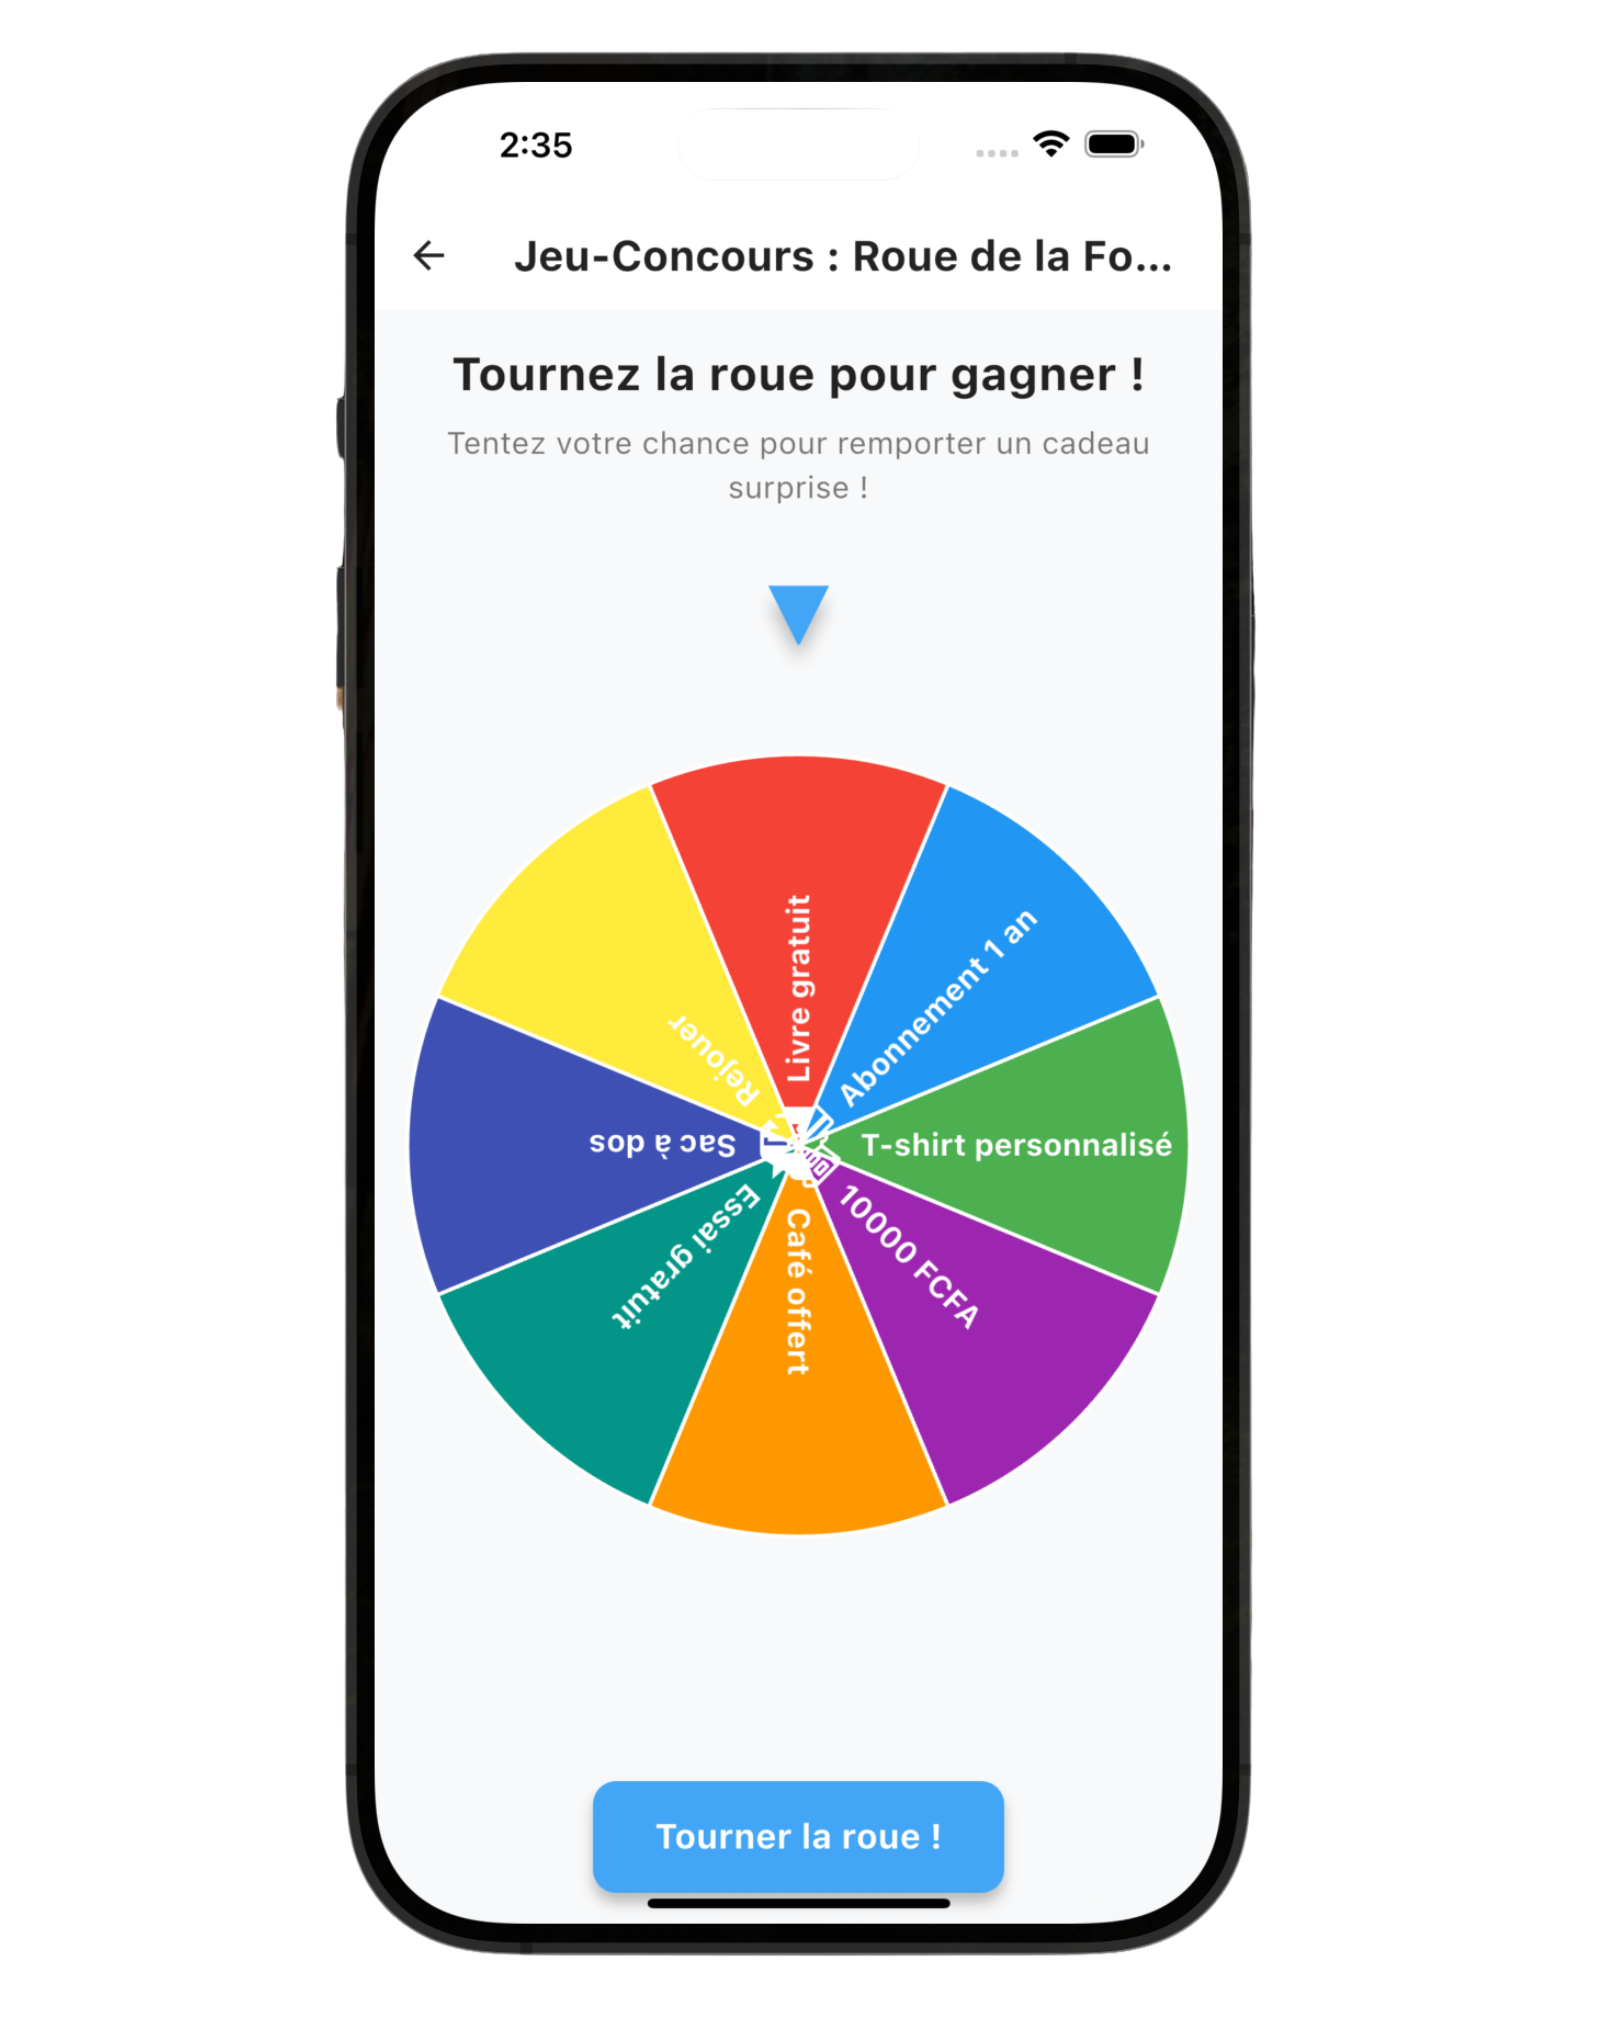 2:35
Jeu-Concours : Roue de la Fo...
Tournez la roue pour gagner !
Tentez votre chance pour remporter un cadeau
surprise !
Livre gratuit
Abonnement 1 an
T-shirt personnalisé
10000 FCFA
Café offert
Essai gratuit
Sac à dos
Rejouer
Tourner la roue !